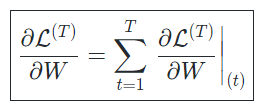 ∂ℒ^(T)/∂W = ∑_{t=1}^{T} ∂ℒ^(T)/∂W |_(t)